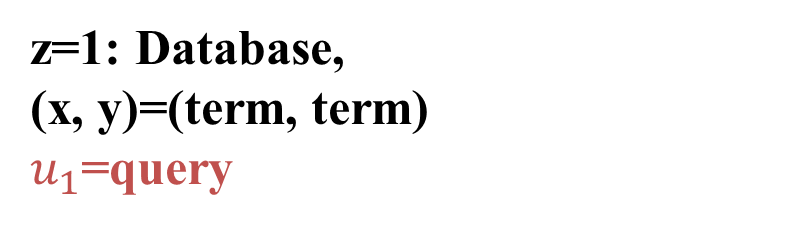 z=1: Database,
(x, y)=(term, term)
𝑢₁=query